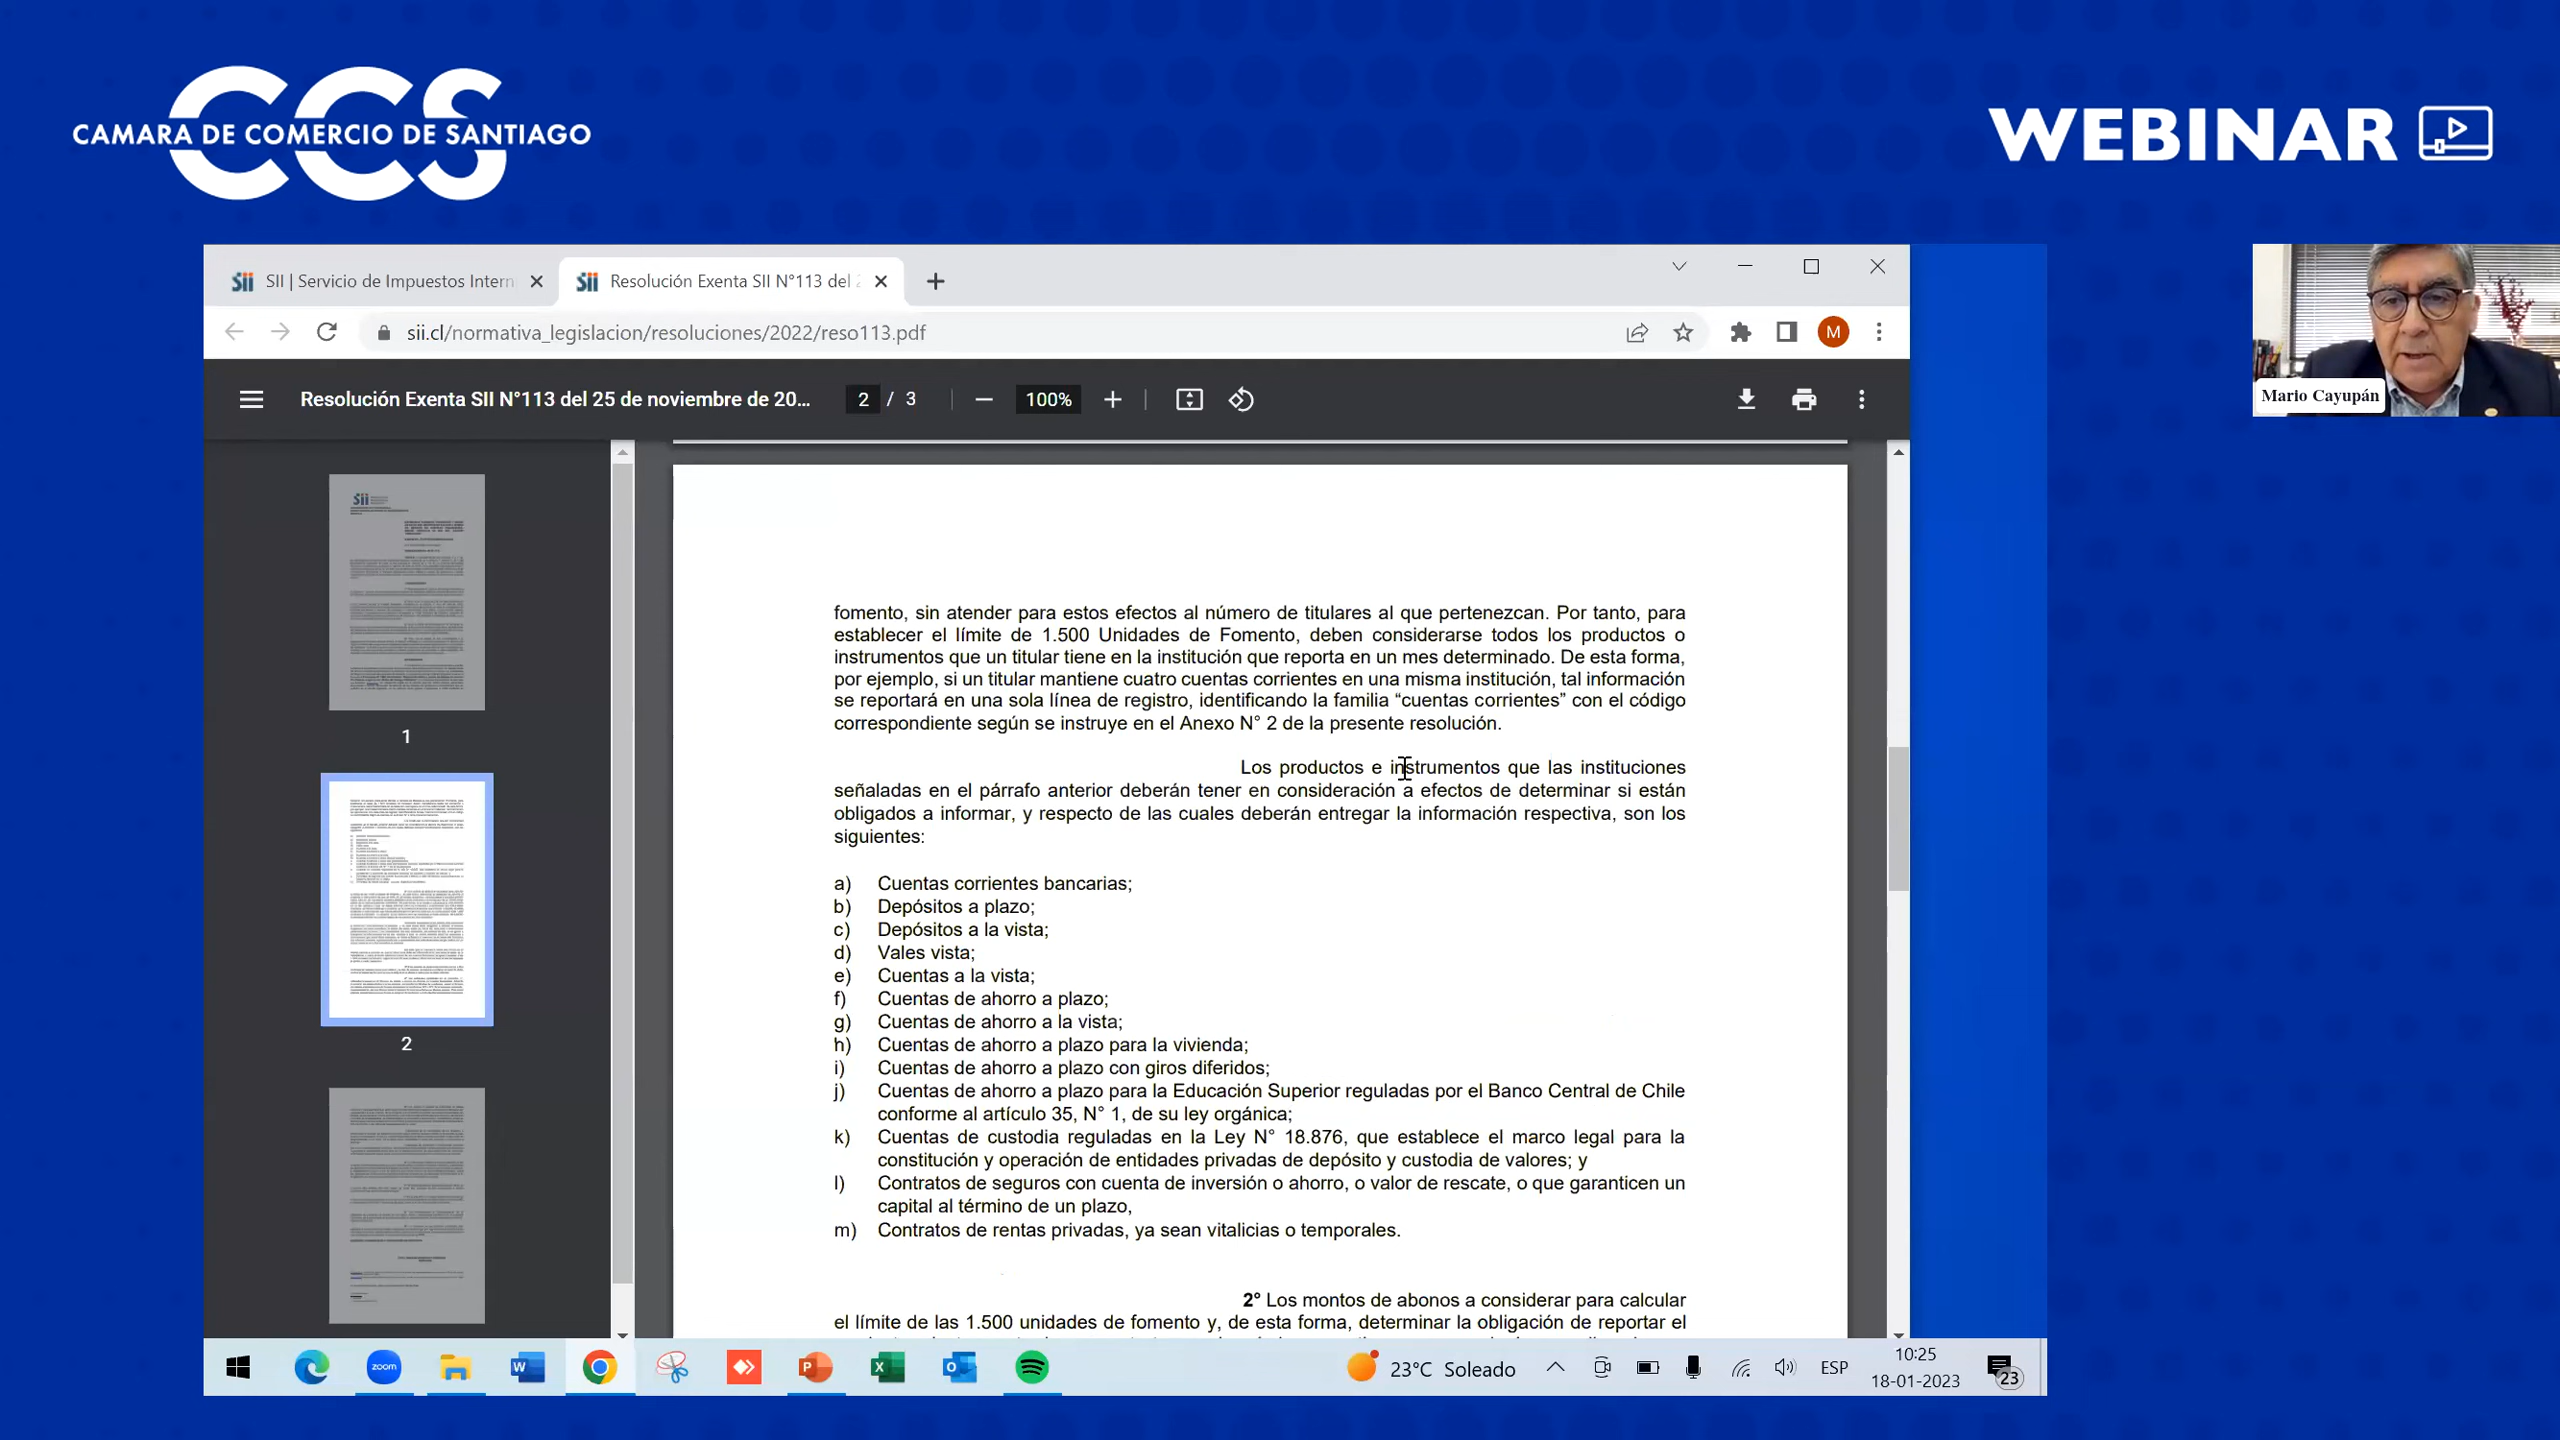 CCS
CAMARA DE COMERCIO DE SANTIAGO
WEBINAR
sii SII | Servicio de Impuestos Intern
sii Resolución Exenta SII N°113 del 2
sii.cl/normativa_legislacion/resoluciones/2022/reso113.pdf
M
Mario Cayupán
Resolución Exenta SII N°113 del 25 de noviembre de 20...
2 / 3
100%
sii
1
2
fomento, sin atender para estos efectos al número de titulares al que pertenezcan. Por tanto, para
establecer el límite de 1.500 Unidades de Fomento, deben considerarse todos los productos o
instrumentos que un titular tiene en la institución que reporta en un mes determinado. De esta forma,
por ejemplo, si un titular mantiene cuatro cuentas corrientes en una misma institución, tal información
se reportará en una sola línea de registro, identificando la familia “cuentas corrientes” con el código
correspondiente según se instruye en el Anexo N° 2 de la presente resolución.
Los productos e instrumentos que las instituciones
señaladas en el párrafo anterior deberán tener en consideración a efectos de determinar si están
obligados a informar, y respecto de las cuales deberán entregar la información respectiva, son los
siguientes:
a) Cuentas corrientes bancarias;
b) Depósitos a plazo;
c) Depósitos a la vista;
d) Vales vista;
e) Cuentas a la vista;
f) Cuentas de ahorro a plazo;
g) Cuentas de ahorro a la vista;
h) Cuentas de ahorro a plazo para la vivienda;
i) Cuentas de ahorro a plazo con giros diferidos;
j) Cuentas de ahorro a plazo para la Educación Superior reguladas por el Banco Central de Chile
conforme al artículo 35, N° 1, de su ley orgánica;
k) Cuentas de custodia reguladas en la Ley N° 18.876, que establece el marco legal para la
constitución y operación de entidades privadas de depósito y custodia de valores; y
l) Contratos de seguros con cuenta de inversión o ahorro, o valor de rescate, o que garanticen un
capital al término de un plazo,
m) Contratos de rentas privadas, ya sean vitalicias o temporales.
2° Los montos de abonos a considerar para calcular
el límite de las 1.500 unidades de fomento y, de esta forma, determinar la obligación de reportar el
zoom
W
P
X
O
23°C Soleado
ESP
10:25
18-01-2023
23